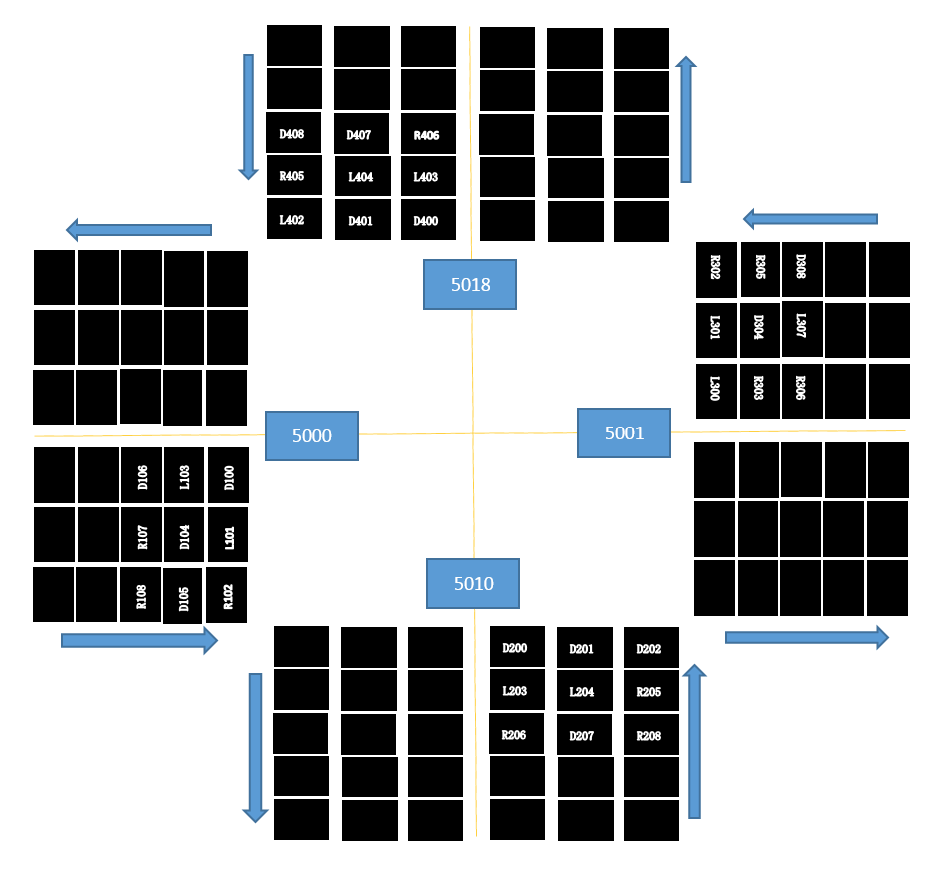 D408 D407 R406
R405 L404 L403
L402 D401 D400
5018
R302 R305 D308
L301 D304 L307
L300 R303 R306
5000
5001
D106 L103 D100
R107 D104 L101
R108 D105 R102
5010
D200 D201 D202
L203 L204 R205
R206 D207 R208